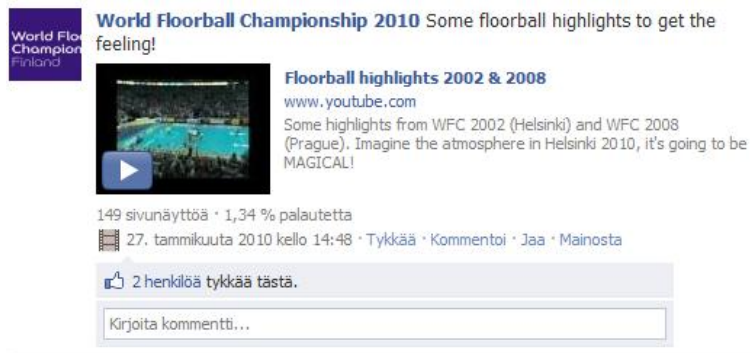 World Floo
Champion
Finland
World Floorball Championship 2010 Some floorball highlights to get the
feeling!
Floorball highlights 2002 & 2008
www.youtube.com
Some highlights from WFC 2002 (Helsinki) and WFC 2008
(Prague). Imagine the atmosphere in Helsinki 2010, it's going to be
MAGICAL!
149 sivunäyttöä · 1,34 % palautetta
27. tammikuuta 2010 kello 14:48 · Tykkää · Kommentoi · Jaa · Mainosta
2 henkilöä tykkää tästä.
Kirjoita kommentti...